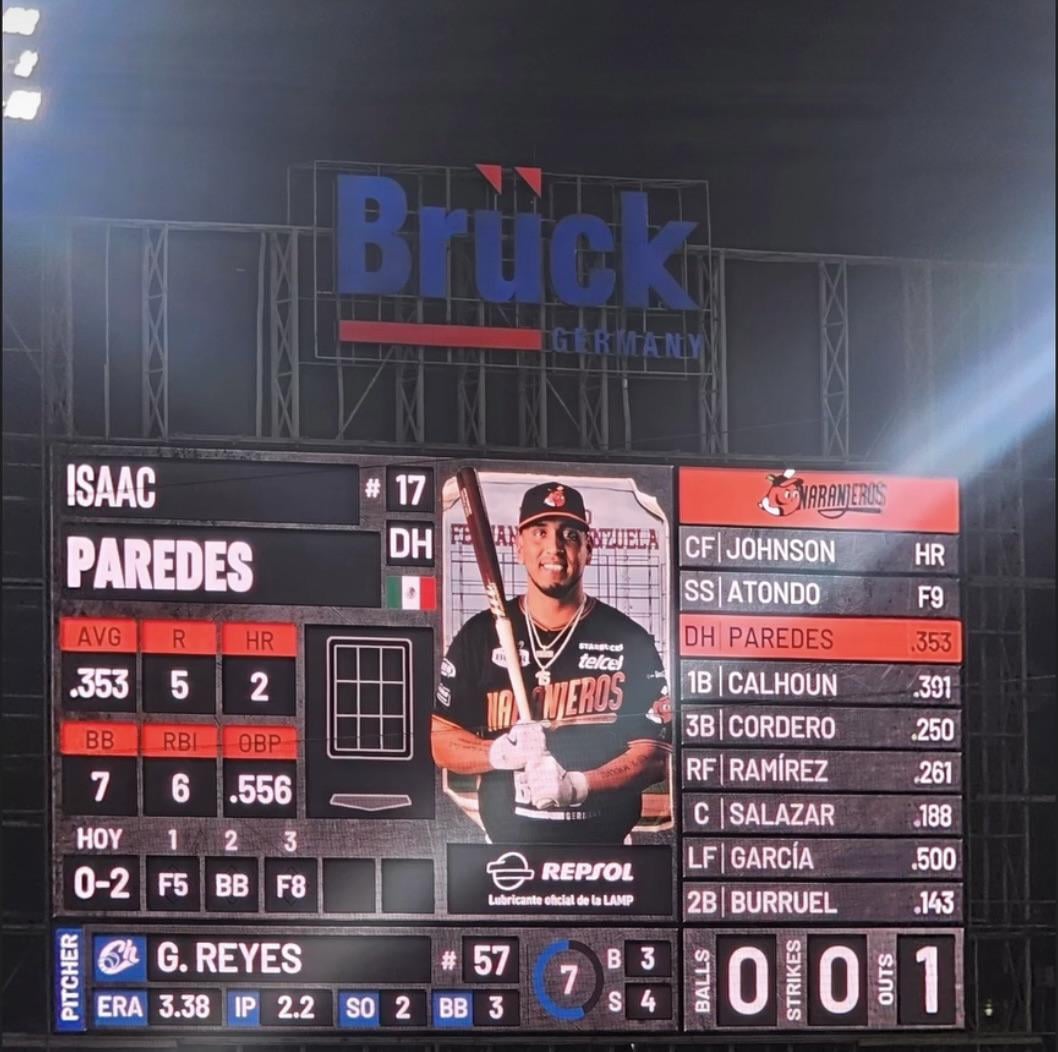 Brück
GERMANY
ISAAC
# 17
PAREDES
DH
AVG R HR
.353 5 2
BB RBI OBP
7 6 .556
HOY 1 2 3
0-2 F5 BB F8
telcel
15
NARANJEROS
REPSOL
Lubricante oficial de la LAMP
NARANJEROS
CF JOHNSON HR
SS ATONDO F9
DH PAREDES .353
1B CALHOUN .391
3B CORDERO .250
RF RAMÍREZ .261
C SALAZAR .188
LF GARCÍA .500
2B BURRUEL .143
PITCHER
Ch G. REYES # 57
ERA 3.38 IP 2.2 SO 2 BB 3
7
B 3
S 4
BALLS 0 STRIKES 0 OUTS 1